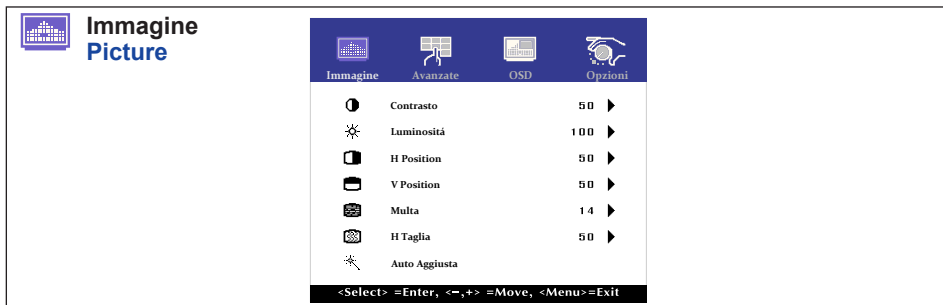 Immagine
Picture
Immagine Avanzate OSD Opzioni
Contrasto 50
Luminositá 100
H Position 50
V Position 50
Multa 14
H Taglia 50
Auto Aggiusta
<Select> =Enter, <−,+> =Move, <Menu>=Exit